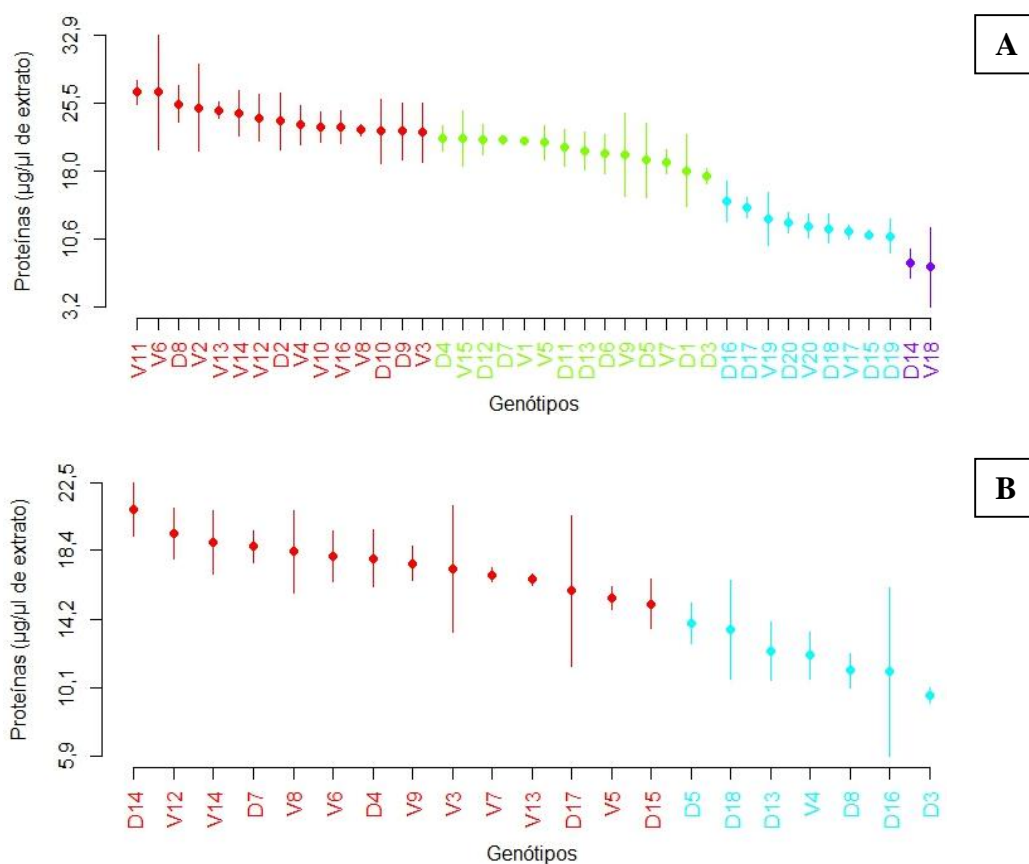 A
Proteínas (µg/µl de extrato)
32,9
25,5
18,0
10,6
3,2
V11 V6 D8 V2 V13 V14 V12 D2 V4 V10 V16 V8 D10 D9 V3 D4 V15 D12 D7 V1 V5 D11 D13 D6 V9 D5 V7 D1 D3 D16 D17 V19 D20 V20 D18 V17 D15 D19 D14 V18
Genótipos
B
Proteínas (µg/µl de extrato)
22,5
18,4
14,2
10,1
5,9
D14 V12 V14 D7 V8 V6 D4 V9 V3 V7 V13 D17 V5 D15 D5 D18 D13 V4 D8 D16 D3
Genótipos